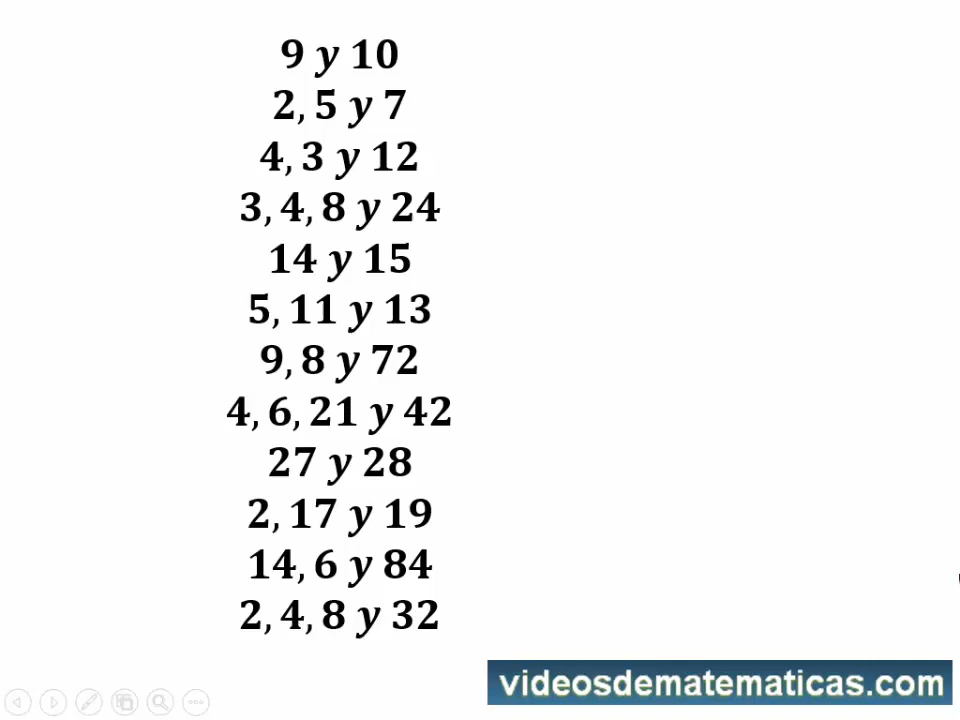 9 y 10
2, 5 y 7
4, 3 y 12
3, 4, 8 y 24
14 y 15
5, 11 y 13
9, 8 y 72
4, 6, 21 y 42
27 y 28
2, 17 y 19
14, 6 y 84
2, 4, 8 y 32
videosdematematicas.com